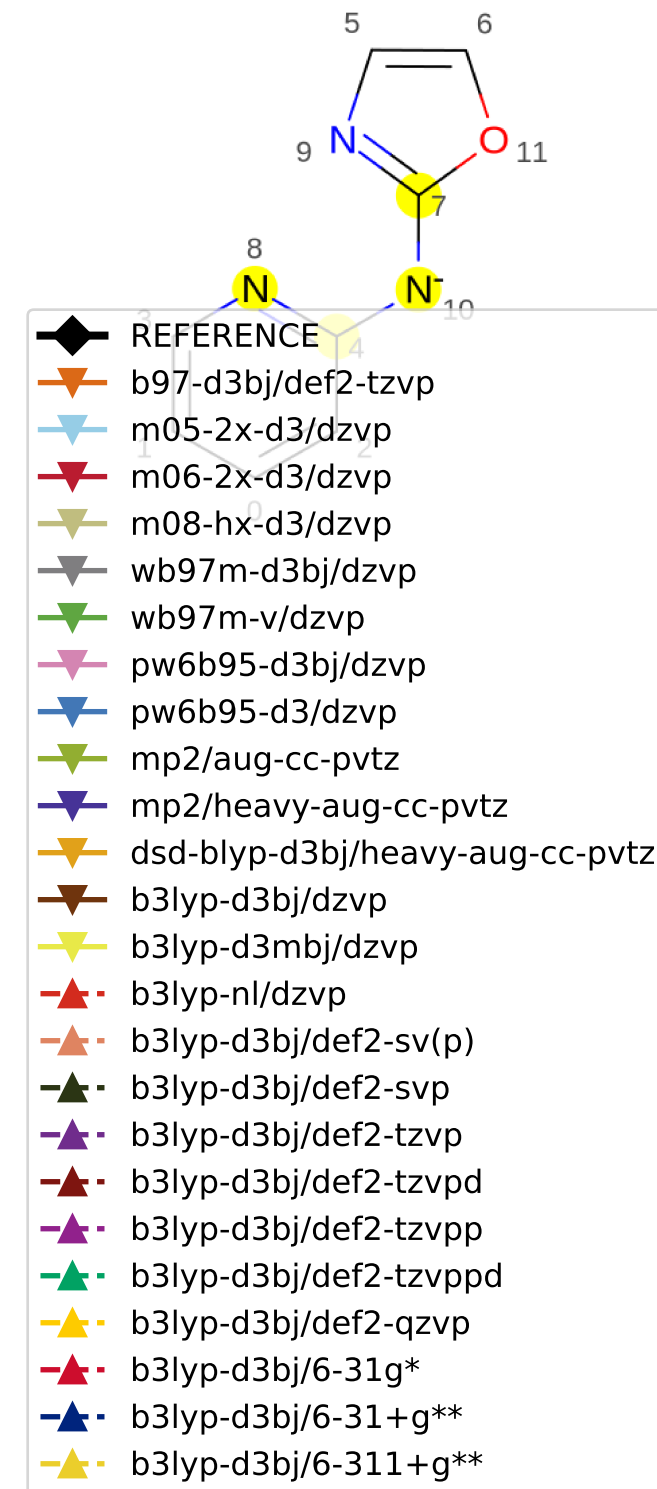 5 6
N O
9 11
7
8
N N-
10
3
REFERENCE
4
b97-d3bj/def2-tzvp
m05-2x-d3/dzvp
1 2
m06-2x-d3/dzvp
0
m08-hx-d3/dzvp
wb97m-d3bj/dzvp
wb97m-v/dzvp
pw6b95-d3bj/dzvp
pw6b95-d3/dzvp
mp2/aug-cc-pvtz
mp2/heavy-aug-cc-pvtz
dsd-blyp-d3bj/heavy-aug-cc-pvtz
b3lyp-d3bj/dzvp
b3lyp-d3mbj/dzvp
b3lyp-nl/dzvp
b3lyp-d3bj/def2-sv(p)
b3lyp-d3bj/def2-svp
b3lyp-d3bj/def2-tzvp
b3lyp-d3bj/def2-tzvpd
b3lyp-d3bj/def2-tzvpp
b3lyp-d3bj/def2-tzvppd
b3lyp-d3bj/def2-qzvp
b3lyp-d3bj/6-31g*
b3lyp-d3bj/6-31+g**
b3lyp-d3bj/6-311+g**